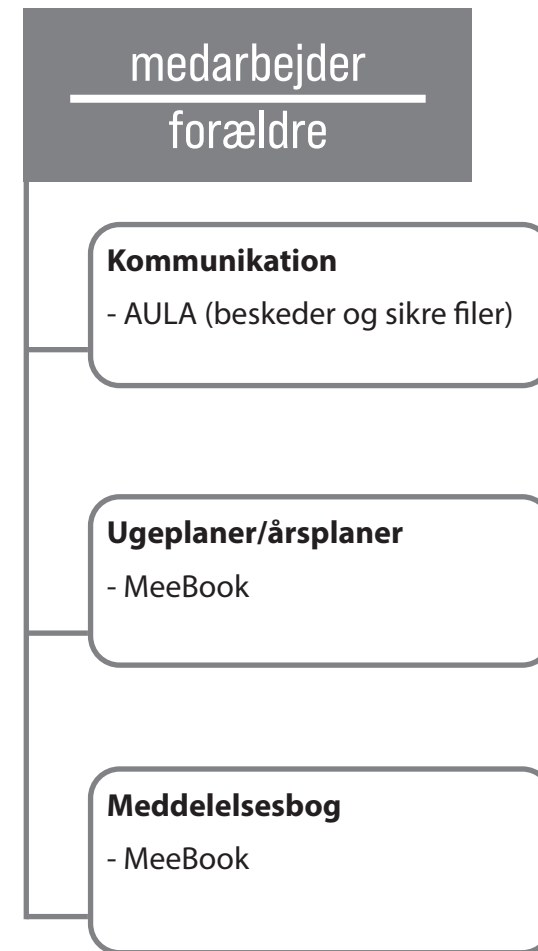 medarbejder
forældre
Kommunikation
- AULA (beskeder og sikre filer)
Ugeplaner/årsplaner
- MeeBook
Meddelelsesbog
- MeeBook